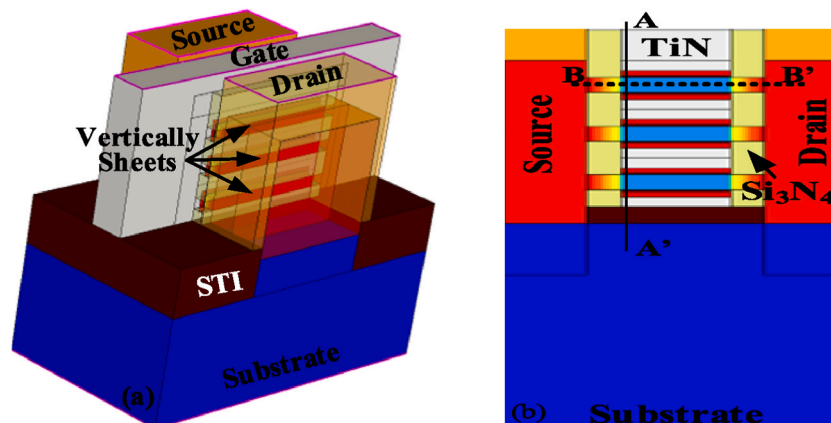 Source
Gate
Drain
Vertically
Sheets
STI
Substrate
(a)
A
TiN
B
B'
Source
Drain
Si₃N₄
A'
(b)
Substrate